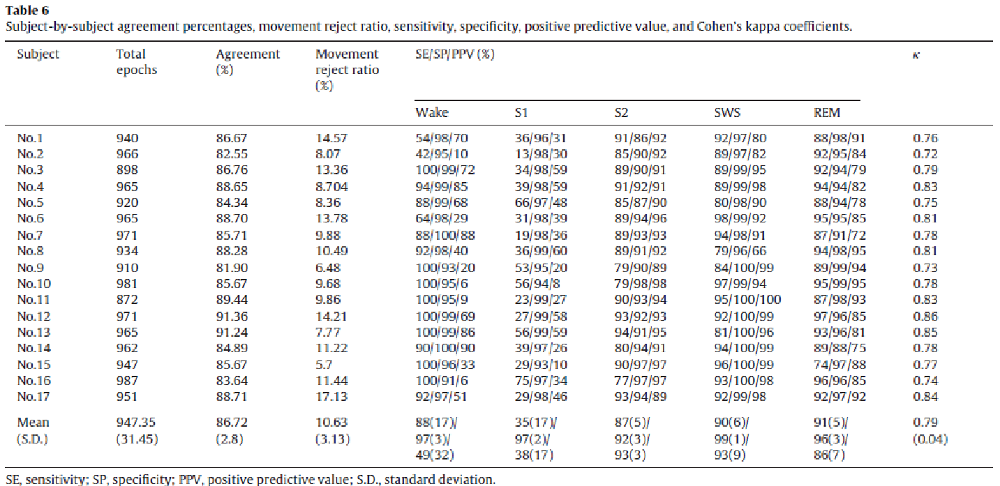 Table 6
Subject-by-subject agreement percentages, movement reject ratio, sensitivity, specificity, positive predictive value, and Cohen's kappa coefficients.
Subject Total epochs Agreement (%) Movement reject ratio (%) SE/SP/PPV (%) κ
Wake S1 S2 SWS REM
No.1 940 86.67 14.57 54/98/70 36/96/31 91/86/92 92/97/80 88/98/91 0.76
No.2 966 82.55 8.07 42/95/10 13/98/30 85/90/92 89/97/82 92/95/84 0.72
No.3 898 86.76 13.36 100/99/72 34/98/59 89/90/91 89/99/95 92/94/79 0.79
No.4 965 88.65 8.704 94/99/85 39/98/59 91/92/91 89/99/98 94/94/82 0.83
No.5 920 84.34 8.36 88/99/68 66/97/48 85/87/90 80/98/90 88/94/78 0.75
No.6 965 88.70 13.78 64/98/29 31/98/39 89/94/96 98/99/92 95/95/85 0.81
No.7 971 85.71 9.88 88/100/88 19/98/36 89/93/93 94/98/91 87/91/72 0.78
No.8 934 88.28 10.49 92/98/40 36/99/60 89/91/92 79/96/66 94/98/95 0.81
No.9 910 81.90 6.48 100/93/20 53/95/20 79/90/89 84/100/99 89/99/94 0.73
No.10 981 85.67 9.68 100/95/6 56/94/8 79/98/98 97/99/94 95/99/95 0.78
No.11 872 89.44 9.86 100/95/9 23/99/27 90/93/94 95/100/100 87/98/93 0.83
No.12 971 91.36 14.21 100/99/69 27/99/58 93/92/93 92/100/99 97/96/85 0.86
No.13 965 91.24 7.77 100/99/86 56/99/59 94/91/95 81/100/96 93/96/81 0.85
No.14 962 84.89 11.22 90/100/90 39/97/26 80/94/91 94/100/99 89/88/75 0.78
No.15 947 85.67 5.7 100/96/33 29/93/10 90/97/97 96/100/99 74/97/88 0.77
No.16 987 83.64 11.44 100/91/6 75/97/34 77/97/97 93/100/98 96/96/85 0.74
No.17 951 88.71 17.13 92/97/51 29/98/46 93/94/89 92/99/98 92/97/92 0.84
Mean 947.35 86.72 10.63 88(17)/ 35(17)/ 87(5)/ 90(6)/ 91(5)/ 0.79
(S.D.) (31.45) (2.8) (3.13) 97(3)/ 97(2)/ 92(3)/ 99(1)/ 96(3)/ (0.04)
49(32) 38(17) 93(3) 93(9) 86(7)
SE, sensitivity; SP, specificity; PPV, positive predictive value; S.D., standard deviation.